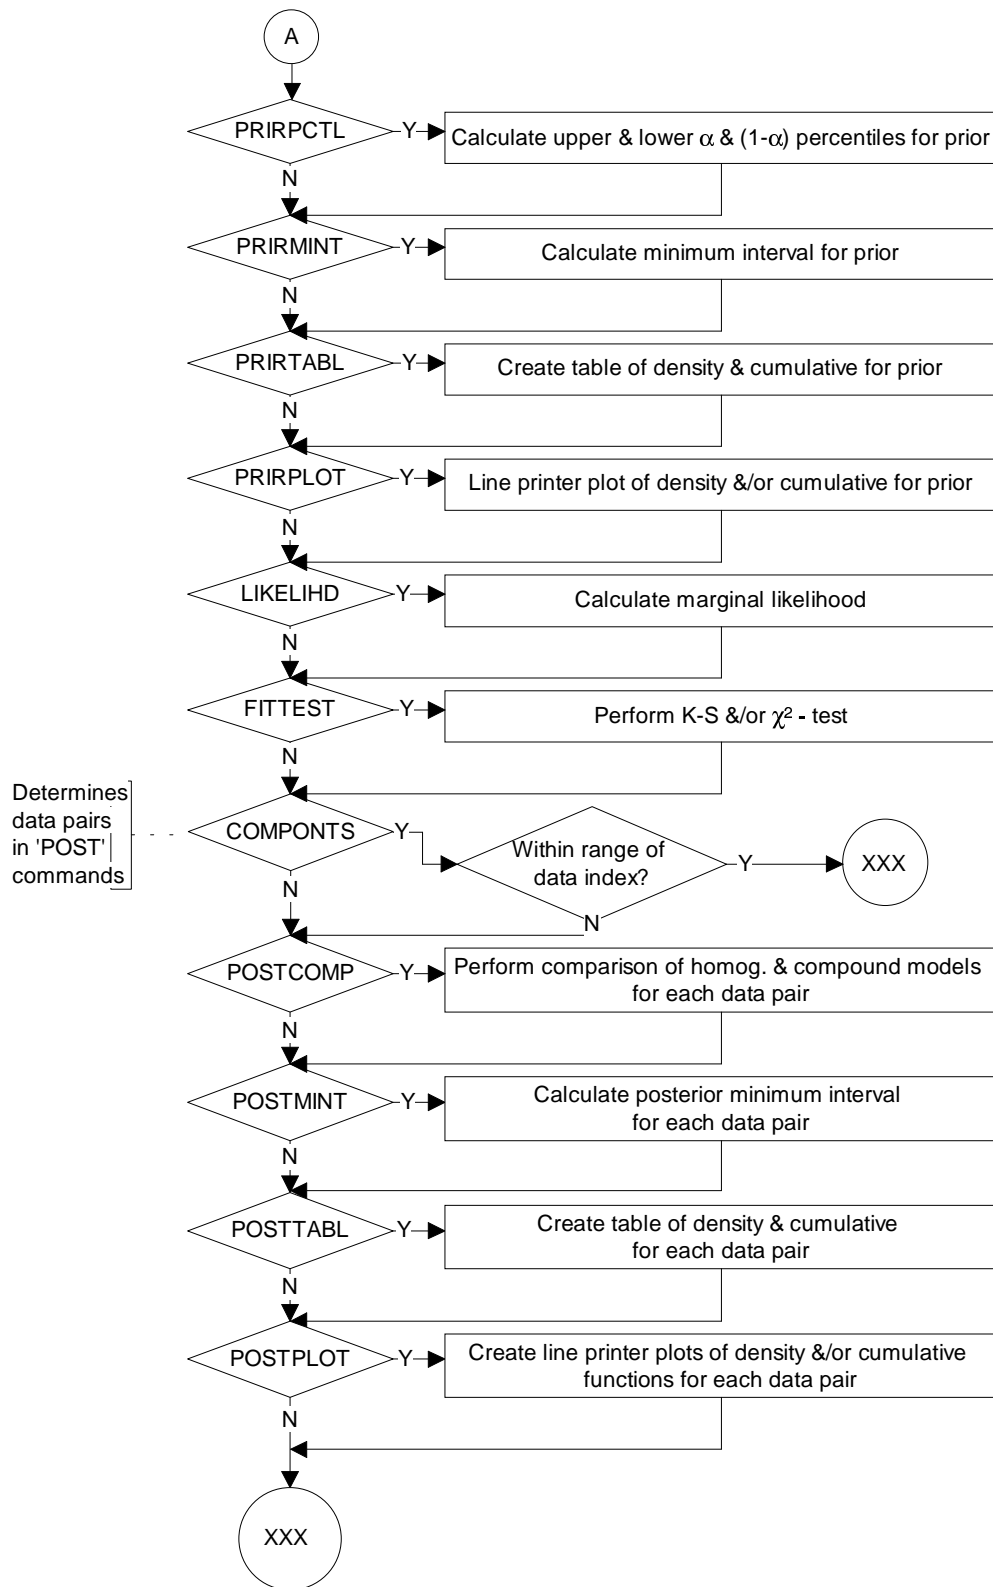 A
PRIRPCTL
Y
Calculate upper & lower α & (1-α) percentiles for prior
N
PRIRMINT
Y
Calculate minimum interval for prior
N
PRIRTABL
Y
Create table of density & cumulative for prior
N
PRIRPLOT
Y
Line printer plot of density &/or cumulative for prior
N
LIKELIHD
Y
Calculate marginal likelihood
N
FITTEST
Y
Perform K-S &/or χ² - test
N
Determines
data pairs
in 'POST'
commands
COMPONTS
Y
Within range of
data index?
Y
XXX
N
N
POSTCOMP
Y
Perform comparison of homog. & compound models
for each data pair
N
POSTMINT
Y
Calculate posterior minimum interval
for each data pair
N
POSTTABL
Y
Create table of density & cumulative
for each data pair
N
POSTPLOT
Y
Create line printer plots of density &/or cumulative
functions for each data pair
N
XXX